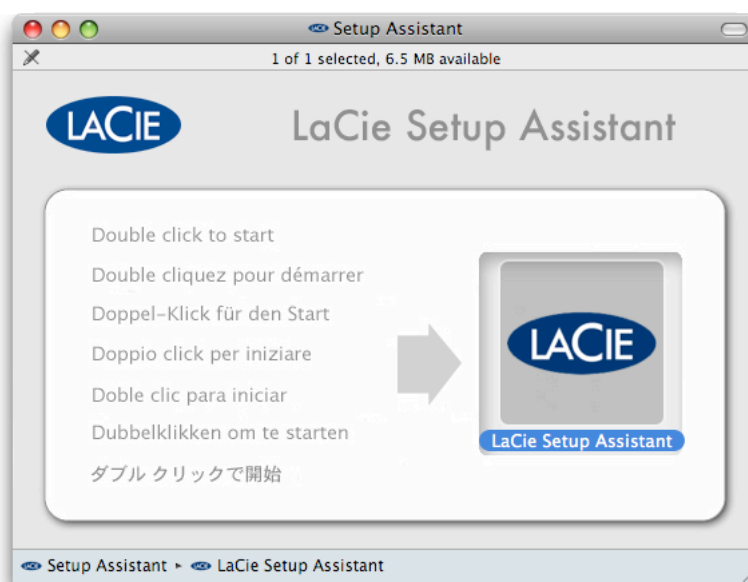 Setup Assistant
1 of 1 selected, 6.5 MB available
LACIE
LaCie Setup Assistant
Double click to start
Double cliquez pour démarrer
Doppel-Klick für den Start
Doppio click per iniziare
Doble clic para iniciar
Dubbelklikken om te starten
ダブル クリックで開始
LACIE
LaCie Setup Assistant
Setup Assistant ▸ LaCie Setup Assistant